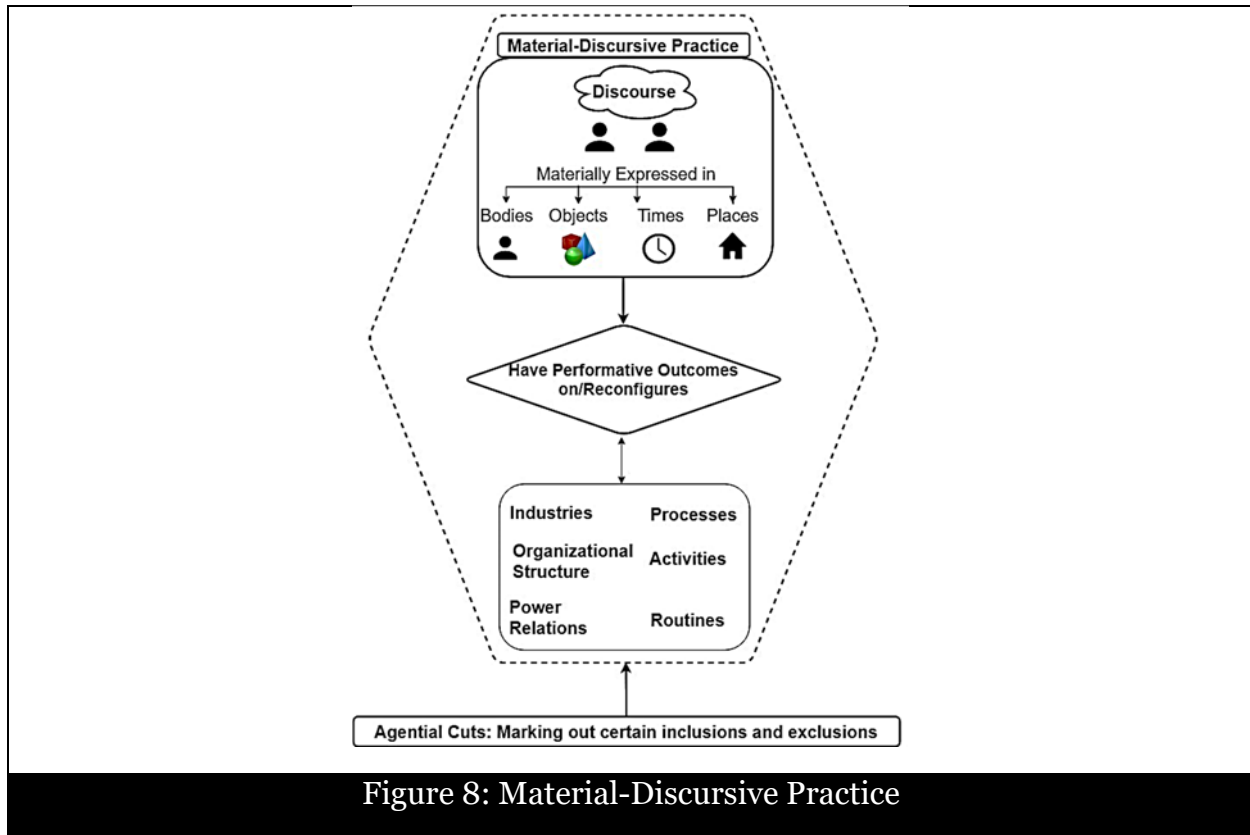 Material-Discursive Practice
Discourse
Materially Expressed in
Bodies Objects Times Places
Have Performative Outcomes
on/Reconfigures
Industries Processes
Organizational
Structure
Activities
Power
Relations
Routines
Agential Cuts: Marking out certain inclusions and exclusions
Figure 8: Material-Discursive Practice